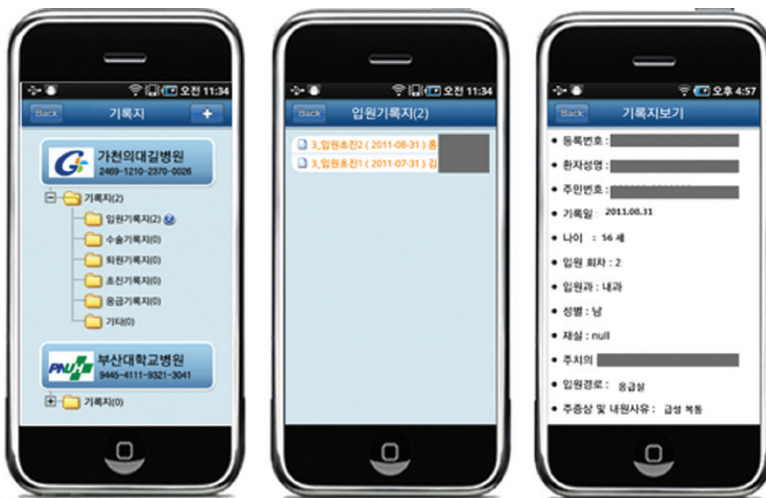 오전 11:34
Back 기록지 +
G
가천의대길병원
2469-1210-2370-0026
기록지(2)
입원기록지(2)
수술기록지(0)
퇴원기록지(0)
초진기록지(0)
응급기록지(0)
기타(0)
PNUH 부산대학교병원
9445-4111-9321-3041
기록지(0)
오전 11:34
Back 입원기록지(2)
3_입원초진2 ( 2011-08-31 ) 홍
3_입원초진1 ( 2011-07-31 ) 김
오후 4:57
Back 기록지보기
• 등록번호 :
• 환자성명 :
• 주민번호 :
• 기록일 : 2011.08.31
• 나이 : 56 세
• 입원 회차 : 2
• 입원과 : 내과
• 성별 : 남
• 재실 : null
• 주치의
• 입원경로 : 응급실
• 주증상 및 내원사유 : 급성 복통